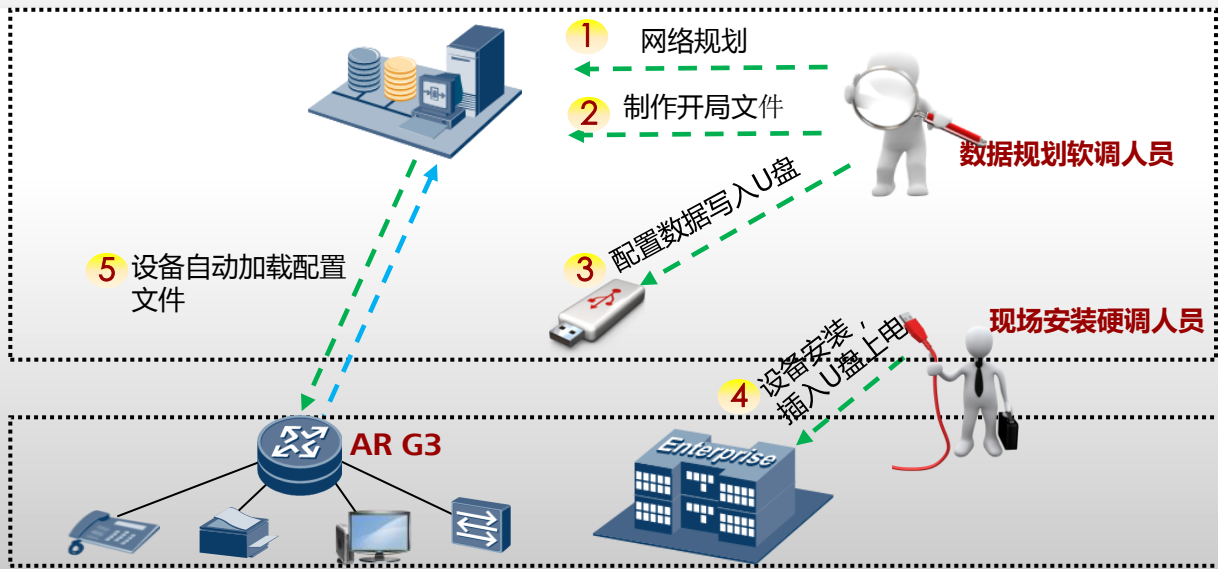 1
网络规划
2
制作开局文件
数据规划软调人员
3
配置数据写入U盘
5
设备自动加载配置
文件
现场安装硬调人员
4
设备安装，
插入U盘上电
AR G3
Enterprise